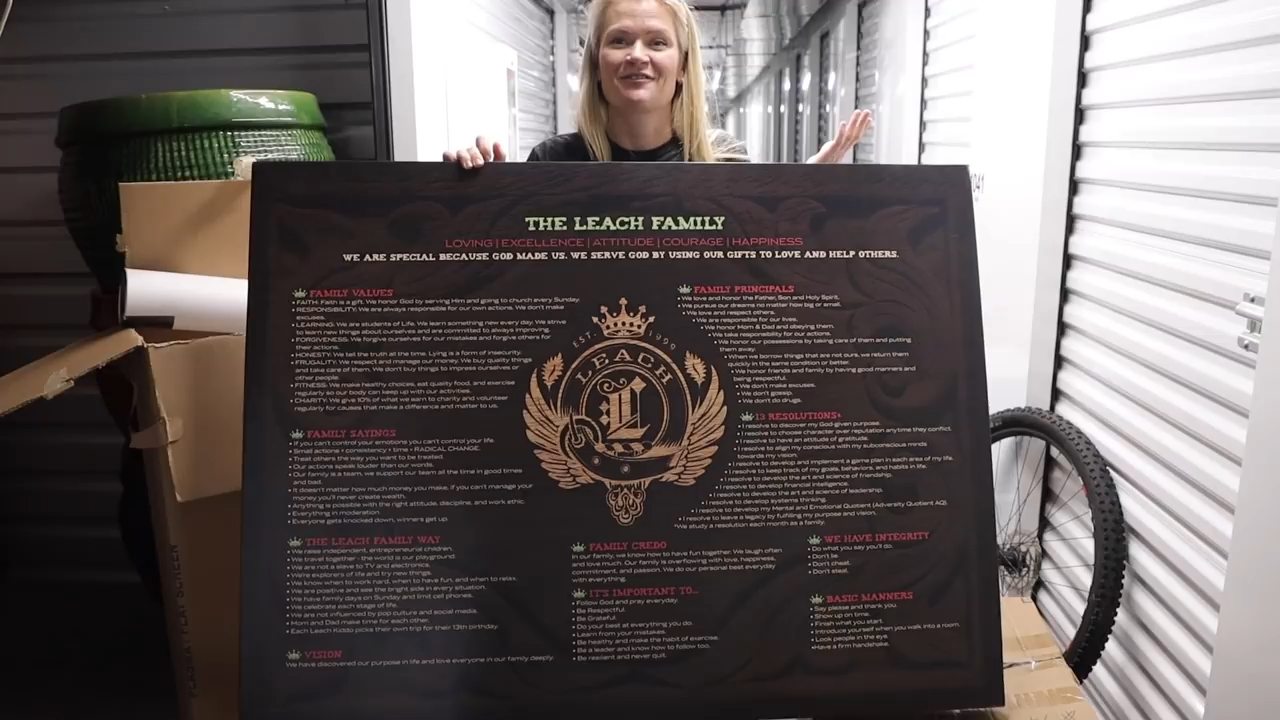 THE LEACH FAMILY
LOVING | EXCELLENCE | ATTITUDE | COURAGE | HAPPINESS
WE ARE SPECIAL BECAUSE GOD MADE US. WE SERVE GOD BY USING OUR GIFTS TO LOVE AND HELP OTHERS.
FAMILY VALUES
• FAITH: Faith is a gift. We honor God by serving Him and going to church every Sunday.
• RESPONSIBILITY: We are always responsible for our own actions. We don't make
excuses.
• LEARNING: We are students of Life. We learn something new every day. We strive
to learn new things about ourselves and are committed to always improving.
• FORGIVENESS: We forgive ourselves for our mistakes and forgive others for
their actions.
• HONESTY: We tell the truth at the time. Lying is a form of insecurity.
• FRUGALITY: We respect and manage our money. We buy quality things
and take care of them. We don't buy things to impress ourselves or
other people.
• FITNESS: We make healthy choices, eat quality food, and exercise
regularly so our body can keep up with our activities.
• CHARITY: We give 10% of what we earn to charity and volunteer
regularly for causes that make a difference and matter to us.
FAMILY SAYINGS
• If you can't control your emotions you can't control your life.
• Small actions + consistency + time = RADICAL CHANGE.
• Treat others the way you want to be treated.
• Our actions speak louder than our words.
• Our family is a team, we support our team all the time in good times
and bad.
• It doesn't matter how much money you make, if you can't manage your
money you'll never create wealth.
• Anything is possible with the right attitude, discipline, and work ethic.
• Everything in moderation.
• Everyone gets knocked down, winners get up.
THE LEACH FAMILY WAY
• We raise independent, entrepreneurial children.
• We travel together - the world is our playground.
• We are not a slave to TV and electronics.
• We're explorers of life and try new things.
• We know when to work hard, when to have fun, and when to relax.
• We are positive and see the bright side in every situation.
• We have family days on Sunday and limit cell phones.
• We celebrate each stage of life.
• We are not influenced by pop culture and social media.
• Mom and Dad make time for each other.
• Each Leach Kiddo picks their own trip for their 13th birthday.
VISION
We have discovered our purpose in life and love everyone in our family deeply.
EST. 1999
LEACH
L
FAMILY PRINCIPALS
• We love and honor the Father, Son and Holy Spirit.
• We pursue our dreams no matter how big or small.
• We love and respect others.
• We are responsible for our lives.
• We honor Mom & Dad and obeying them.
• We take responsibility for our actions.
• We honor our possessions by taking care of them and putting
them away.
• When we borrow things that are not ours, we return them
quickly in the same condition or better.
• We honor friends and family by having good manners and
being respectful.
• We don't make excuses.
• We don't gossip.
• We don't do drugs.
13 RESOLUTIONS*
• I resolve to discover my God-given purpose.
• I resolve to choose character over reputation anytime they conflict.
• I resolve to have an attitude of gratitude.
• I resolve to align my conscious with my subconscious minds
towards my vision.
• I resolve to develop and implement a game plan in each area of my life.
• I resolve to keep track of my goals, behaviors, and habits in life.
• I resolve to develop the art and science of friendship.
• I resolve to develop financial intelligence.
• I resolve to develop the art and science of leadership.
• I resolve to develop systems thinking.
• I resolve to develop my Mental and Emotional Quotient (Adversity Quotient AQ).
• I resolve to leave a legacy by fulfilling my purpose and vision.
*We study a resolution each month as a family.
FAMILY CREDO
In our family, we know how to have fun together. We laugh often
and love much. Our family is overflowing with love, happiness,
commitment, and passion. We do our personal best everyday
with everything.
IT'S IMPORTANT TO...
• Follow God and pray everyday.
• Be Respectful.
• Be Grateful.
• Do your best at everything you do.
• Learn from your mistakes.
• Be healthy and make the habit of exercise.
• Be a leader and know how to follow too.
• Be resilient and never quit.
WE HAVE INTEGRITY
• Do what you say you'll do.
• Don't lie.
• Don't cheat.
• Don't steal.
BASIC MANNERS
• Say please and thank you.
• Show up on time.
• Finish what you start.
• Introduce yourself when you walk into a room.
• Look people in the eye.
• Have a firm handshake.